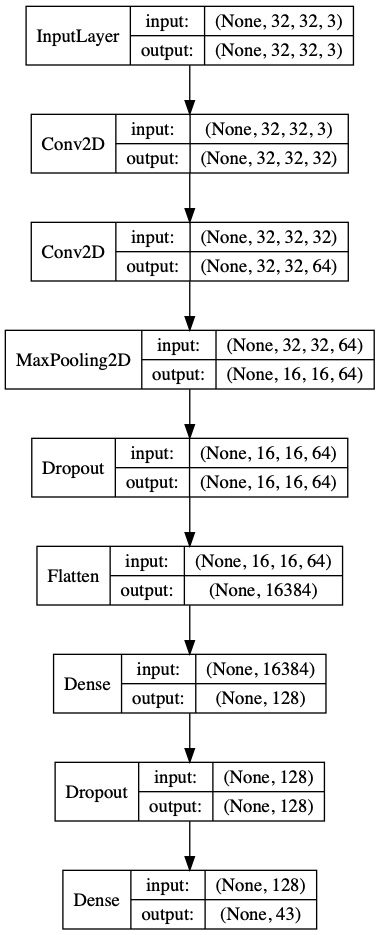 InputLayer
input: (None, 32, 32, 3)
output: (None, 32, 32, 3)
Conv2D
input: (None, 32, 32, 3)
output: (None, 32, 32, 32)
Conv2D
input: (None, 32, 32, 32)
output: (None, 32, 32, 64)
MaxPooling2D
input: (None, 32, 32, 64)
output: (None, 16, 16, 64)
Dropout
input: (None, 16, 16, 64)
output: (None, 16, 16, 64)
Flatten
input: (None, 16, 16, 64)
output: (None, 16384)
Dense
input: (None, 16384)
output: (None, 128)
Dropout
input: (None, 128)
output: (None, 128)
Dense
input: (None, 128)
output: (None, 43)